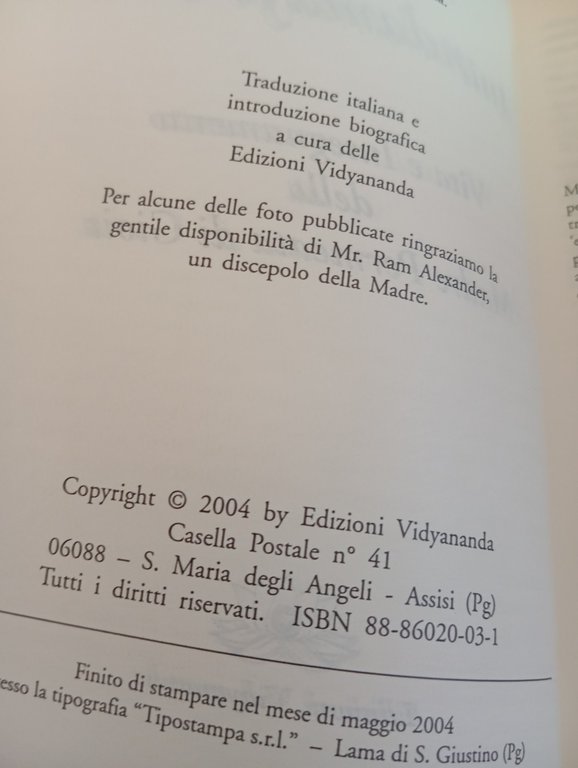 Traduzione italiana e
introduzione biografica
a cura delle
Edizioni Vidyananda
Per alcune delle foto pubblicate ringraziamo la
gentile disponibilità di Mr. Ram Alexander,
un discepolo della Madre.
Copyright © 2004 by Edizioni Vidyananda
Casella Postale n° 41
06088 – S. Maria degli Angeli - Assisi (Pg)
Tutti i diritti riservati. ISBN 88-86020-03-1
Finito di stampare nel mese di maggio 2004
la tipografia "Tipostampa s.r.l." – Lama di S. Giustino (Pg)